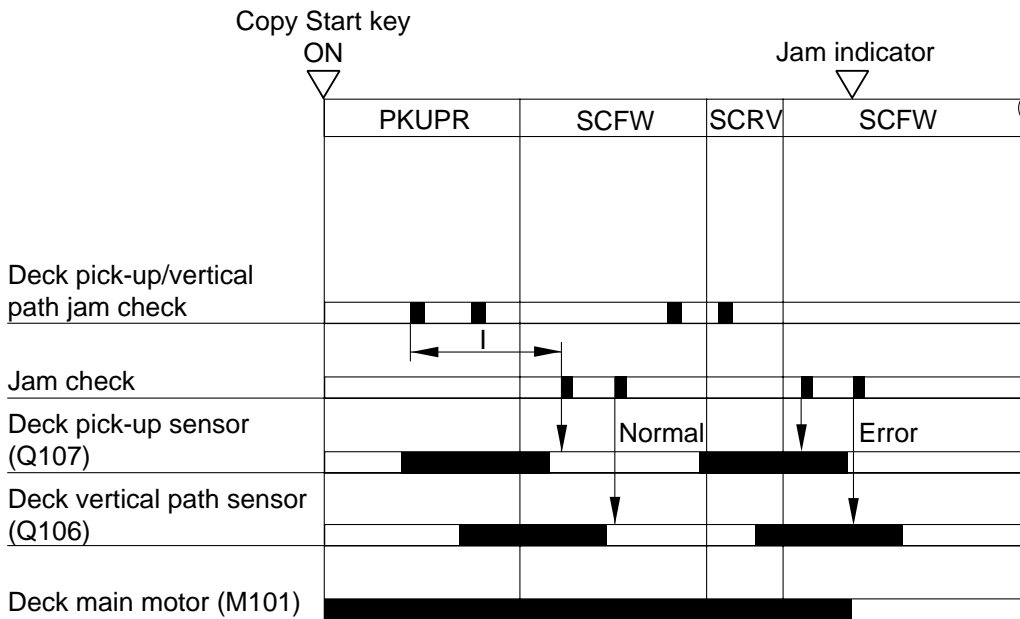 Copy Start key
ON
Jam indicator
PKUPR SCFW SCRV SCFW
Deck pick-up/vertical
path jam check
I
Jam check
Deck pick-up sensor
(Q107)
Normal
Error
Deck vertical path sensor
(Q106)
Deck main motor (M101)